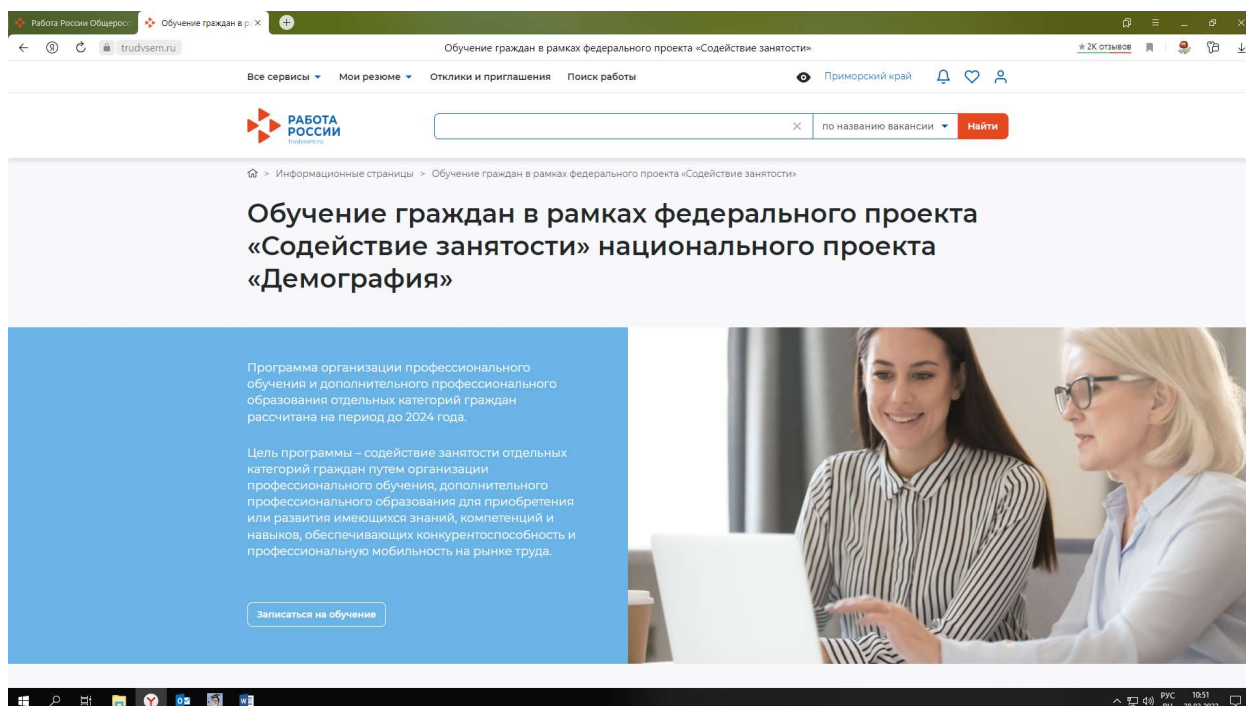 Работа России Общерос
Обучение граждан в р
trudvsem.ru
Обучение граждан в рамках федерального проекта «Содействие занятости»
★ 2K отзывов
Все сервисы
Мои резюме
Отклики и приглашения
Поиск работы
Приморский край
РАБОТА
РОССИИ
trudvsem.ru
по названию вакансии
Найти
> Информационные страницы > Обучение граждан в рамках федерального проекта «Содействие занятости»
Обучение граждан в рамках федерального проекта
«Содействие занятости» национального проекта
«Демография»
Программа организации профессионального
обучения и дополнительного профессионального
образования отдельных категорий граждан
рассчитана на период до 2024 года.
Цель программы – содействие занятости отдельных
категорий граждан путем организации
профессионального обучения, дополнительного
профессионального образования для приобретения
или развития имеющихся знаний, компетенций и
навыков, обеспечивающих конкурентоспособность и
профессиональную мобильность на рынке труда.
Записаться на обучение
РУС
10:51